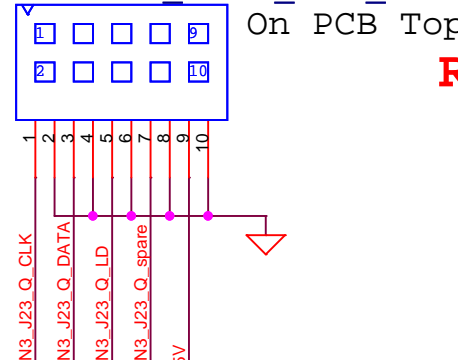 On PCB Top
R
1 9
2 10
1 2 3 4 5 6 7 8 9 10
N3_J23_Q_CLK
N3_J23_Q_DATA
N3_J23_Q_LD
N3_J23_Q_spare
5V